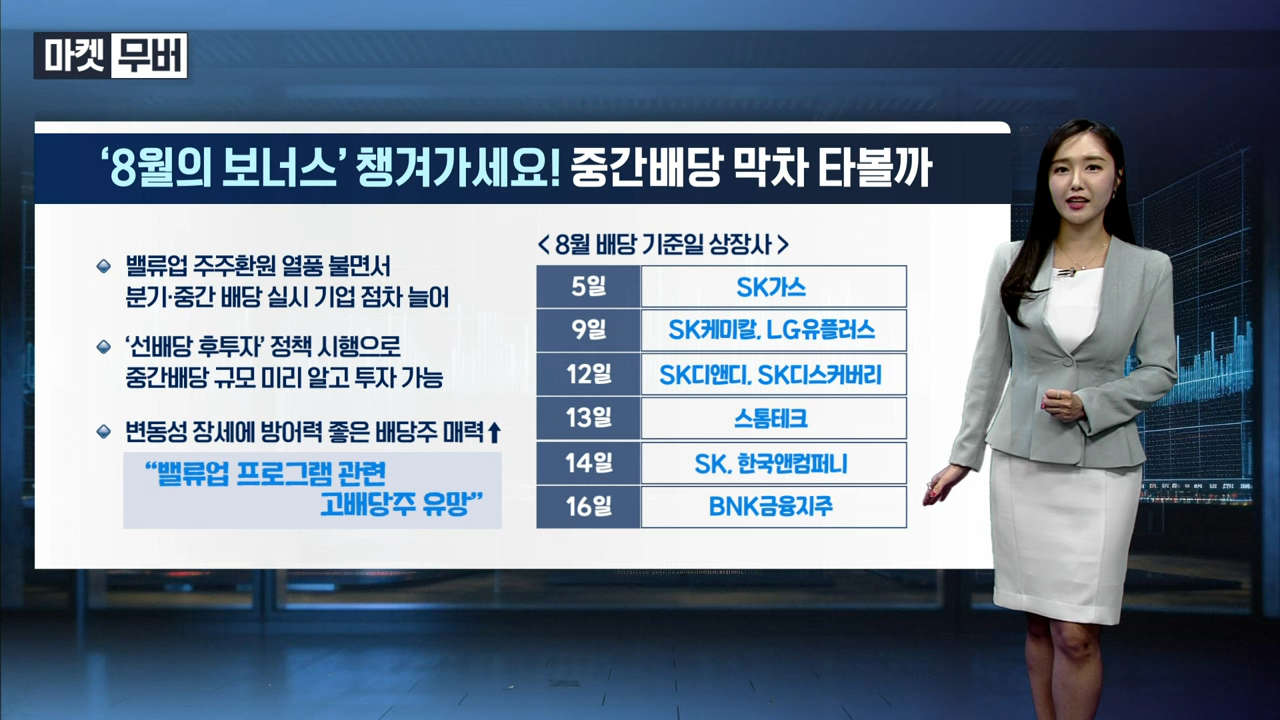 마켓 무버
‘8월의 보너스’ 챙겨가세요! 중간배당 막차 타볼까
밸류업 주주환원 열풍 불면서
분기·중간 배당 실시 기업 점차 늘어
‘선배당 후투자’ 정책 시행으로
중간배당 규모 미리 알고 투자 가능
변동성 장세에 방어력 좋은 배당주 매력↑
“밸류업 프로그램 관련
고배당주 유망”
< 8월 배당 기준일 상장사 >
5일 SK가스
9일 SK케미칼, LG유플러스
12일 SK디앤디, SK디스커버리
13일 스톰테크
14일 SK, 한국앤컴퍼니
16일 BNK금융지주